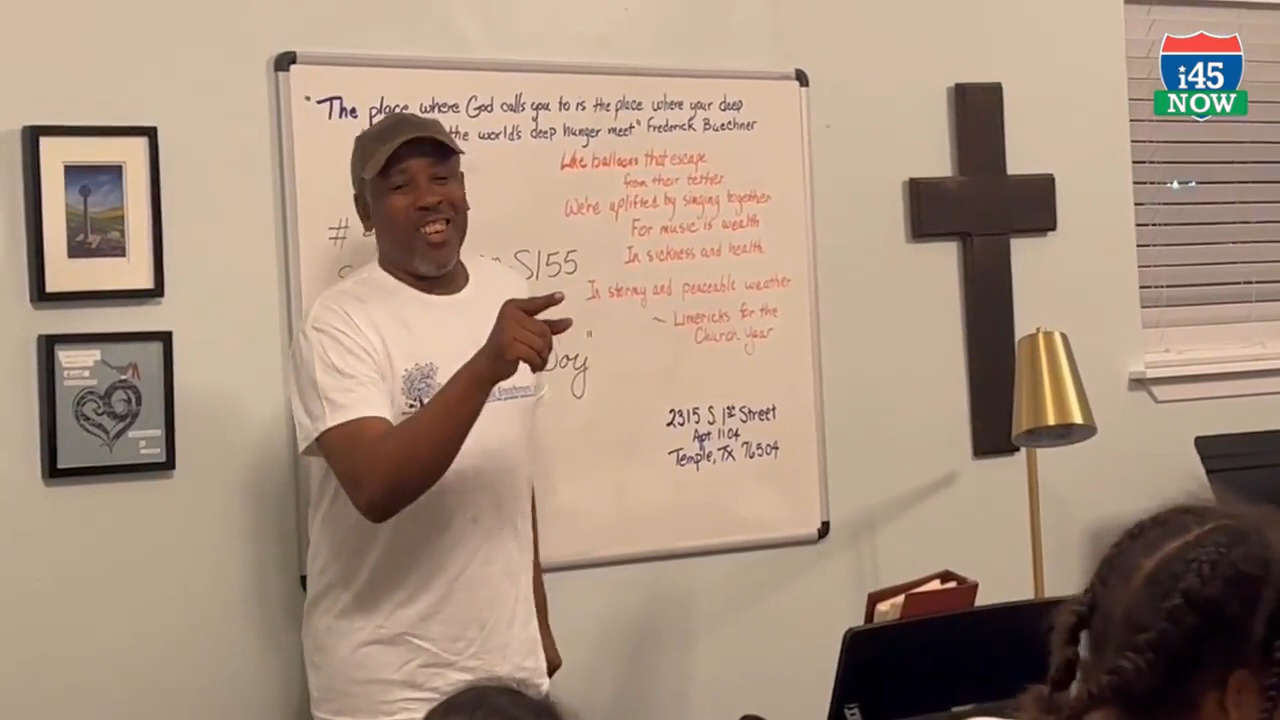 i45
NOW
"The place where God calls you to is the place where your deep
the world's deep hunger meet" Frederick Buechner
Like balloons that escape
from their tether
We're uplifted by singing together
For music is wealth
In sickness and health
In stormy and peaceable weather
~ Limericks for the
Church Year
#
S155
Joy"
2315 S. 1st Street
Apt. 1104
Temple, TX 76504